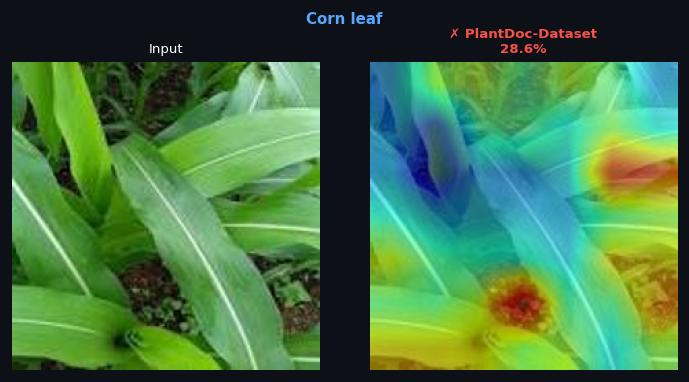 Corn leaf
Input
✗ PlantDoc-Dataset
28.6%